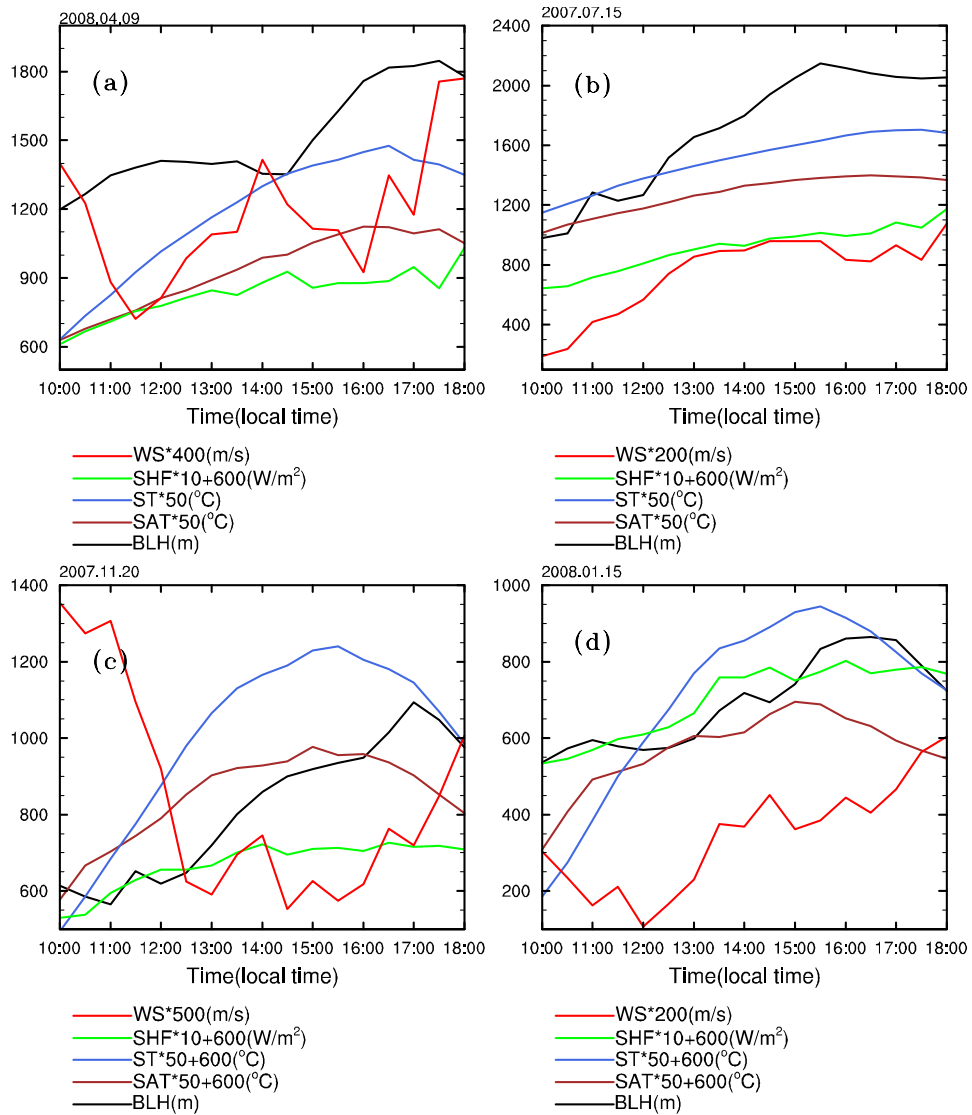 2008.04.09
(a)
1800
1500
1200
900
600
10:00 11:00 12:00 13:00 14:00 15:00 16:00 17:00 18:00
Time(local time)
WS*400(m/s)
SHF*10+600(W/m²)
ST*50(°C)
SAT*50(°C)
BLH(m)
2007.07.15
(b)
2400
2000
1600
1200
800
400
10:00 11:00 12:00 13:00 14:00 15:00 16:00 17:00 18:00
Time(local time)
WS*200(m/s)
SHF*10+600(W/m²)
ST*50(°C)
SAT*50(°C)
BLH(m)
2007.11.20
(c)
1400
1200
1000
800
600
10:00 11:00 12:00 13:00 14:00 15:00 16:00 17:00 18:00
Time(local time)
WS*500(m/s)
SHF*10+600(W/m²)
ST*50+600(°C)
SAT*50+600(°C)
BLH(m)
2008.01.15
(d)
1000
800
600
400
200
10:00 11:00 12:00 13:00 14:00 15:00 16:00 17:00 18:00
Time(local time)
WS*200(m/s)
SHF*10+600(W/m²)
ST*50+600(°C)
SAT*50+600(°C)
BLH(m)